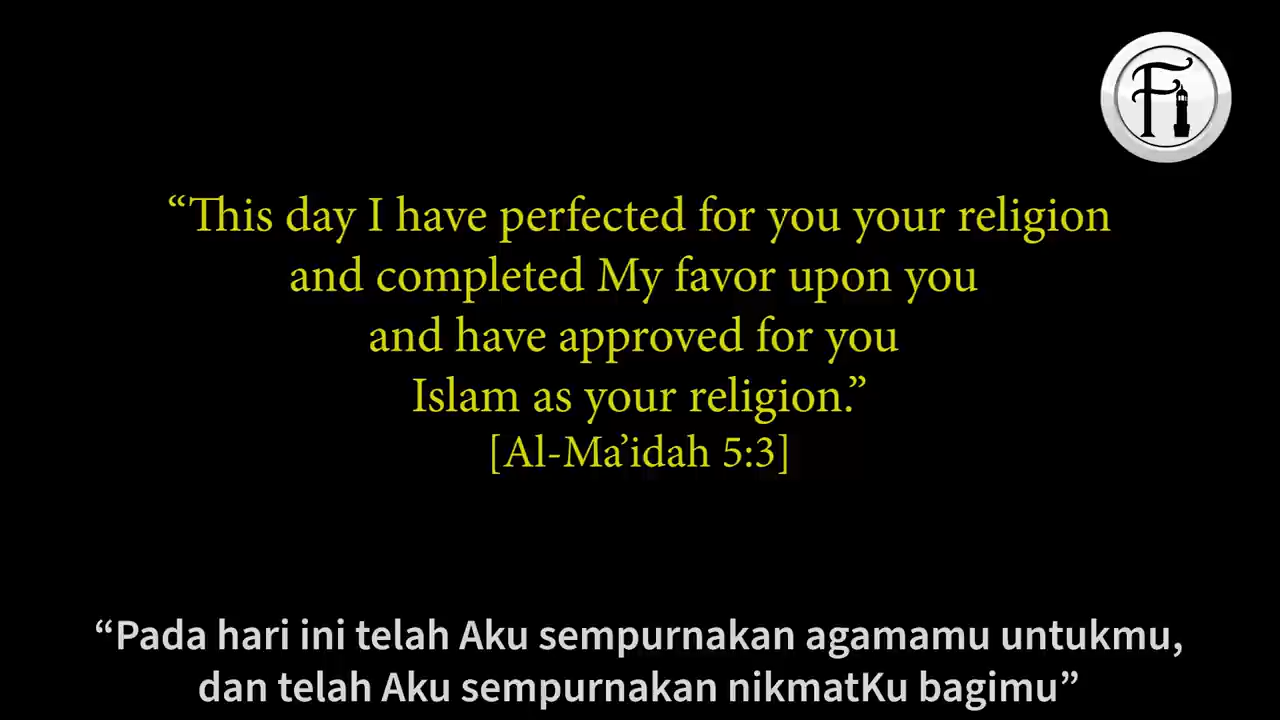 Fi
“This day I have perfected for you your religion
and completed My favor upon you
and have approved for you
Islam as your religion.”
[Al-Ma’idah 5:3]
“Pada hari ini telah Aku sempurnakan agamamu untukmu,
dan telah Aku sempurnakan nikmatKu bagimu”